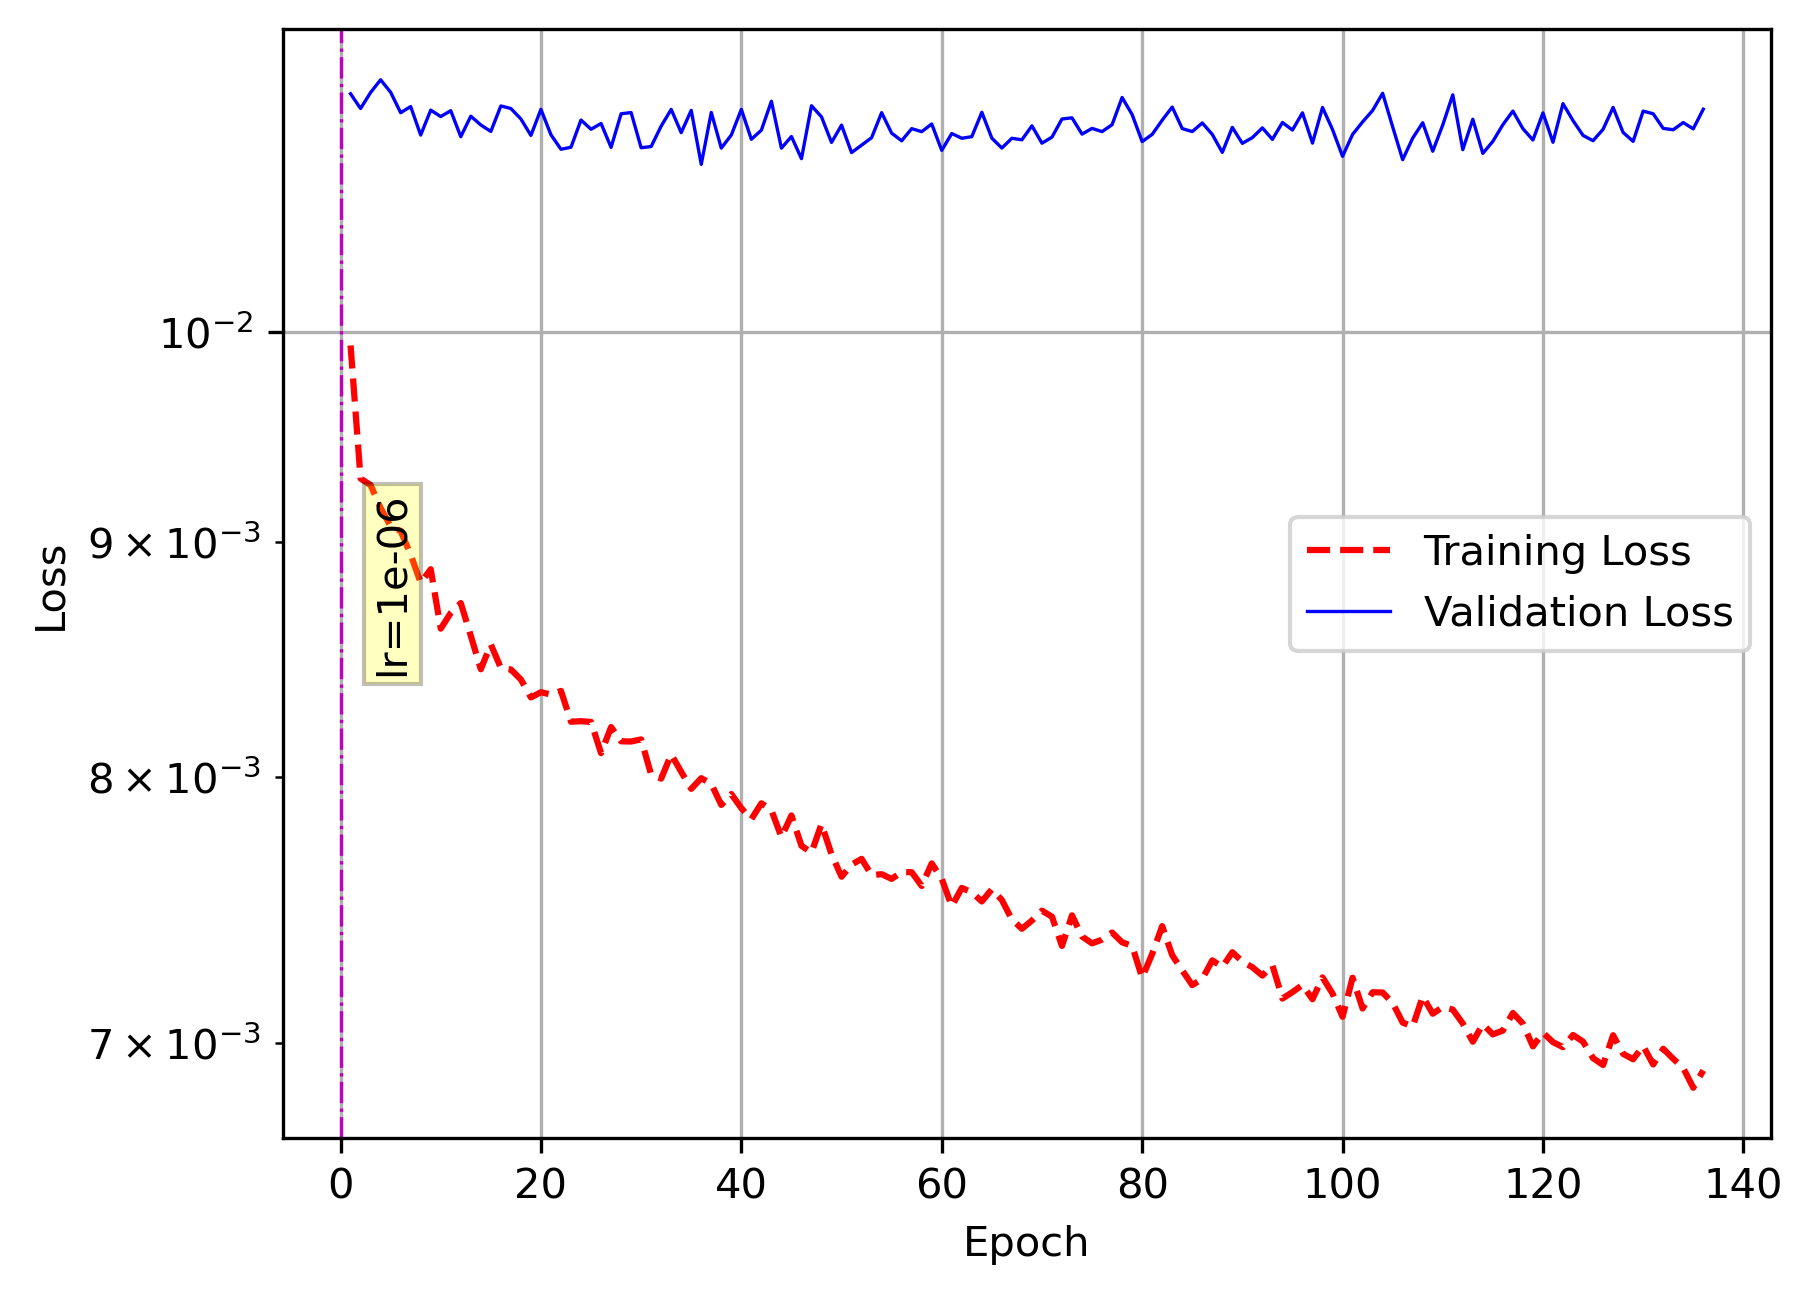 10⁻²
9 × 10⁻³
8 × 10⁻³
7 × 10⁻³
Loss
lr=1e-06
Training Loss
Validation Loss
0 20 40 60 80 100 120 140
Epoch